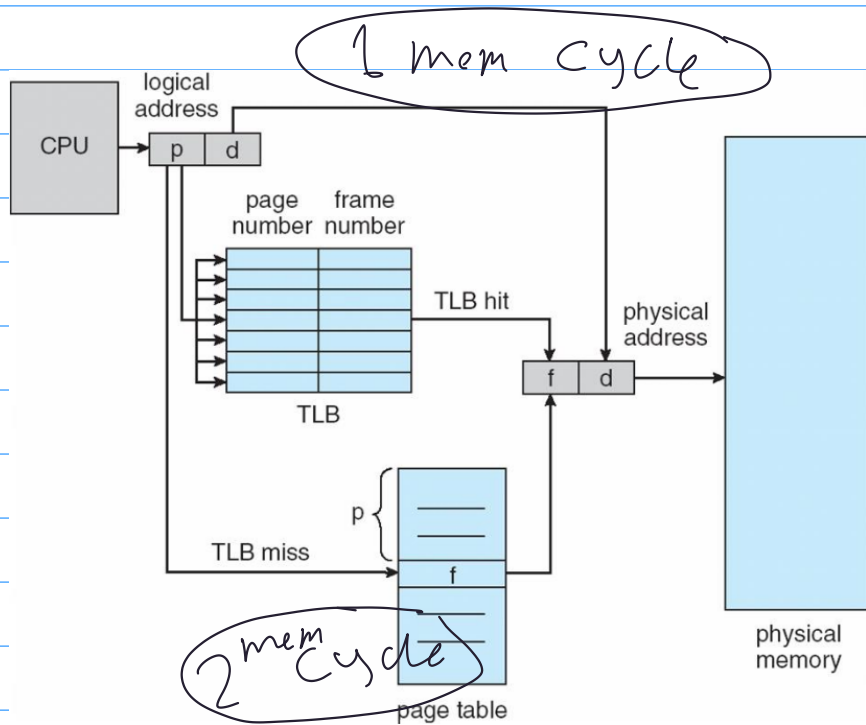 1 mem cycle
logical
address
CPU
p d
page frame
number number
TLB hit
physical
address
f d
TLB
p
TLB miss
f
2 mem
cycle
physical
memory
page table